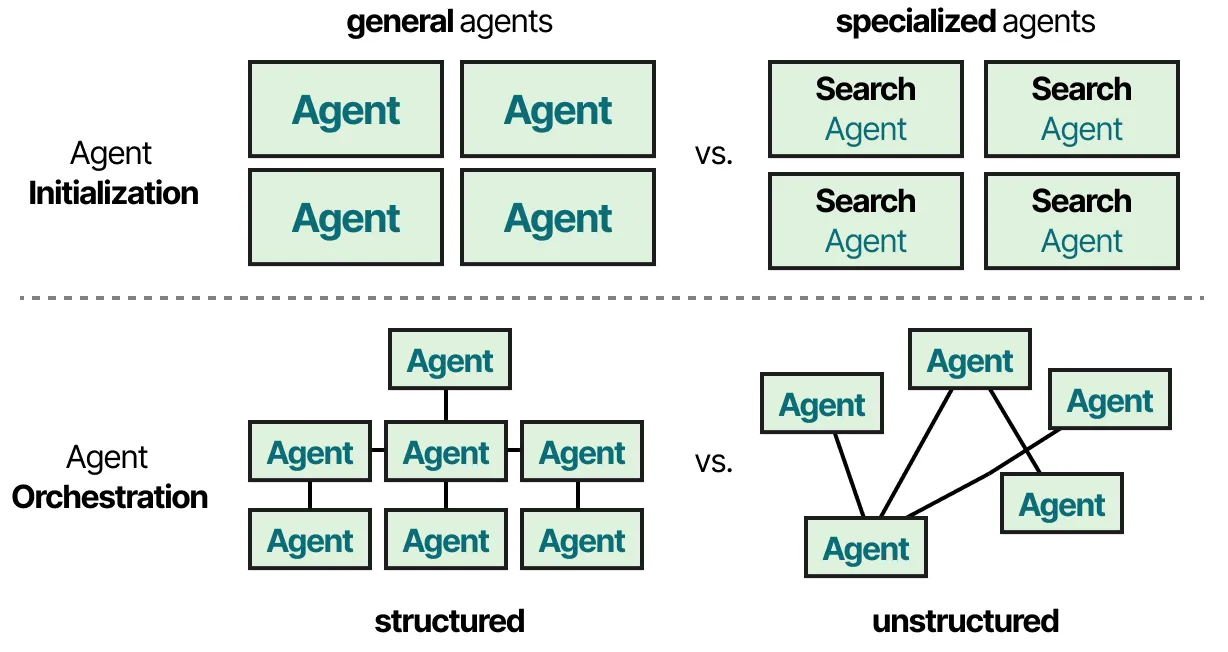 general agents
specialized agents
Agent
Agent
Search
Agent
Search
Agent
Agent
Initialization
vs.
Agent
Agent
Search
Agent
Search
Agent
Agent
Agent
Agent
Agent
Agent
Agent
Agent
Agent
Orchestration
vs.
Agent
Agent
Agent
Agent
Agent
structured
unstructured